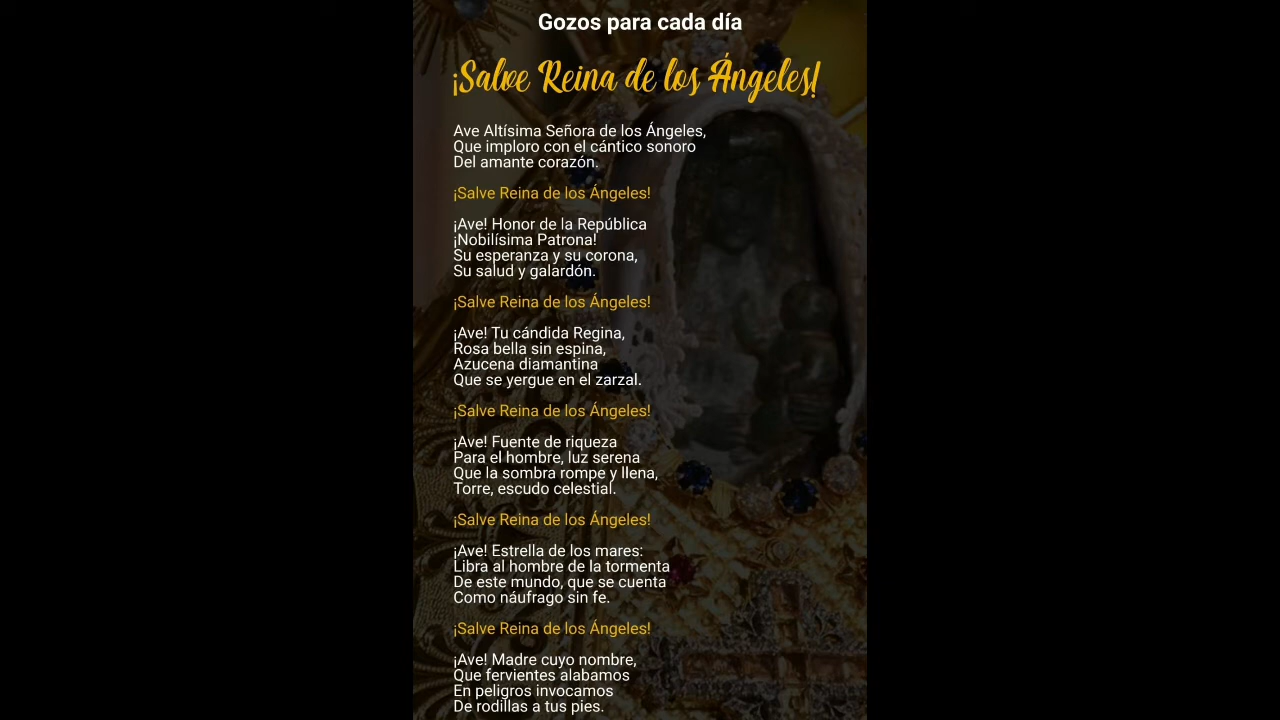 Gozos para cada día
¡Salve Reina de los Ángeles!
Ave Altísima Señora de los Ángeles,
Que imploro con el cántico sonoro
Del amante corazón.
¡Salve Reina de los Ángeles!
¡Ave! Honor de la República
¡Nobilísima Patrona!
Su esperanza y su corona,
Su salud y galardón.
¡Salve Reina de los Ángeles!
¡Ave! Tu cándida Regina,
Rosa bella sin espina,
Azucena diamantina
Que se yergue en el zarzal.
¡Salve Reina de los Ángeles!
¡Ave! Fuente de riqueza
Para el hombre, luz serena
Que la sombra rompe y llena,
Torre, escudo celestial.
¡Salve Reina de los Ángeles!
¡Ave! Estrella de los mares:
Libra al hombre de la tormenta
De este mundo, que se cuenta
Como náufrago sin fe.
¡Salve Reina de los Ángeles!
¡Ave! Madre cuyo nombre,
Que fervientes alabamos
En peligros invocamos
De rodillas a tus pies.